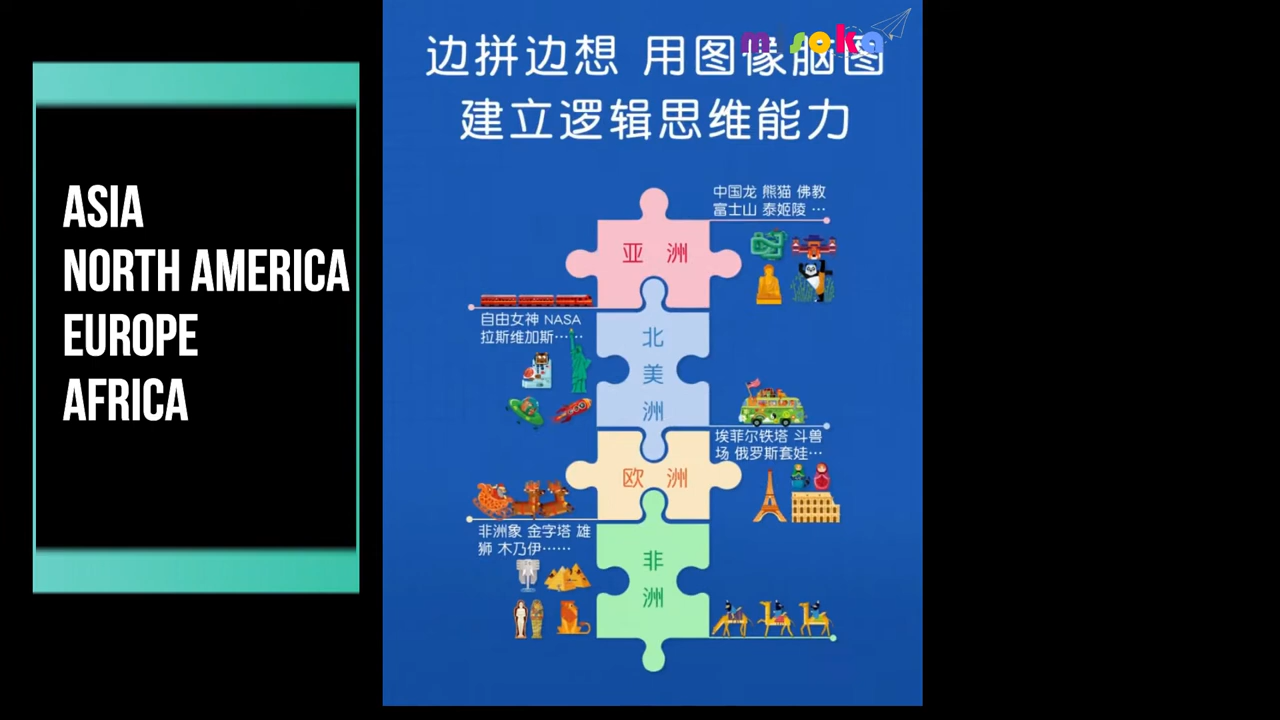 ASIA
NORTH AMERICA
EUROPE
AFRICA
misoka
边拼边想 用图像脑图
建立逻辑思维能力
中国龙 熊猫 佛教
富士山 泰姬陵 …
亚 洲
自由女神 NASA
拉斯维加斯……
北
美
洲
埃菲尔铁塔 斗兽
场 俄罗斯套娃…
欧 洲
非洲象 金字塔 雄
狮 木乃伊……
非
洲